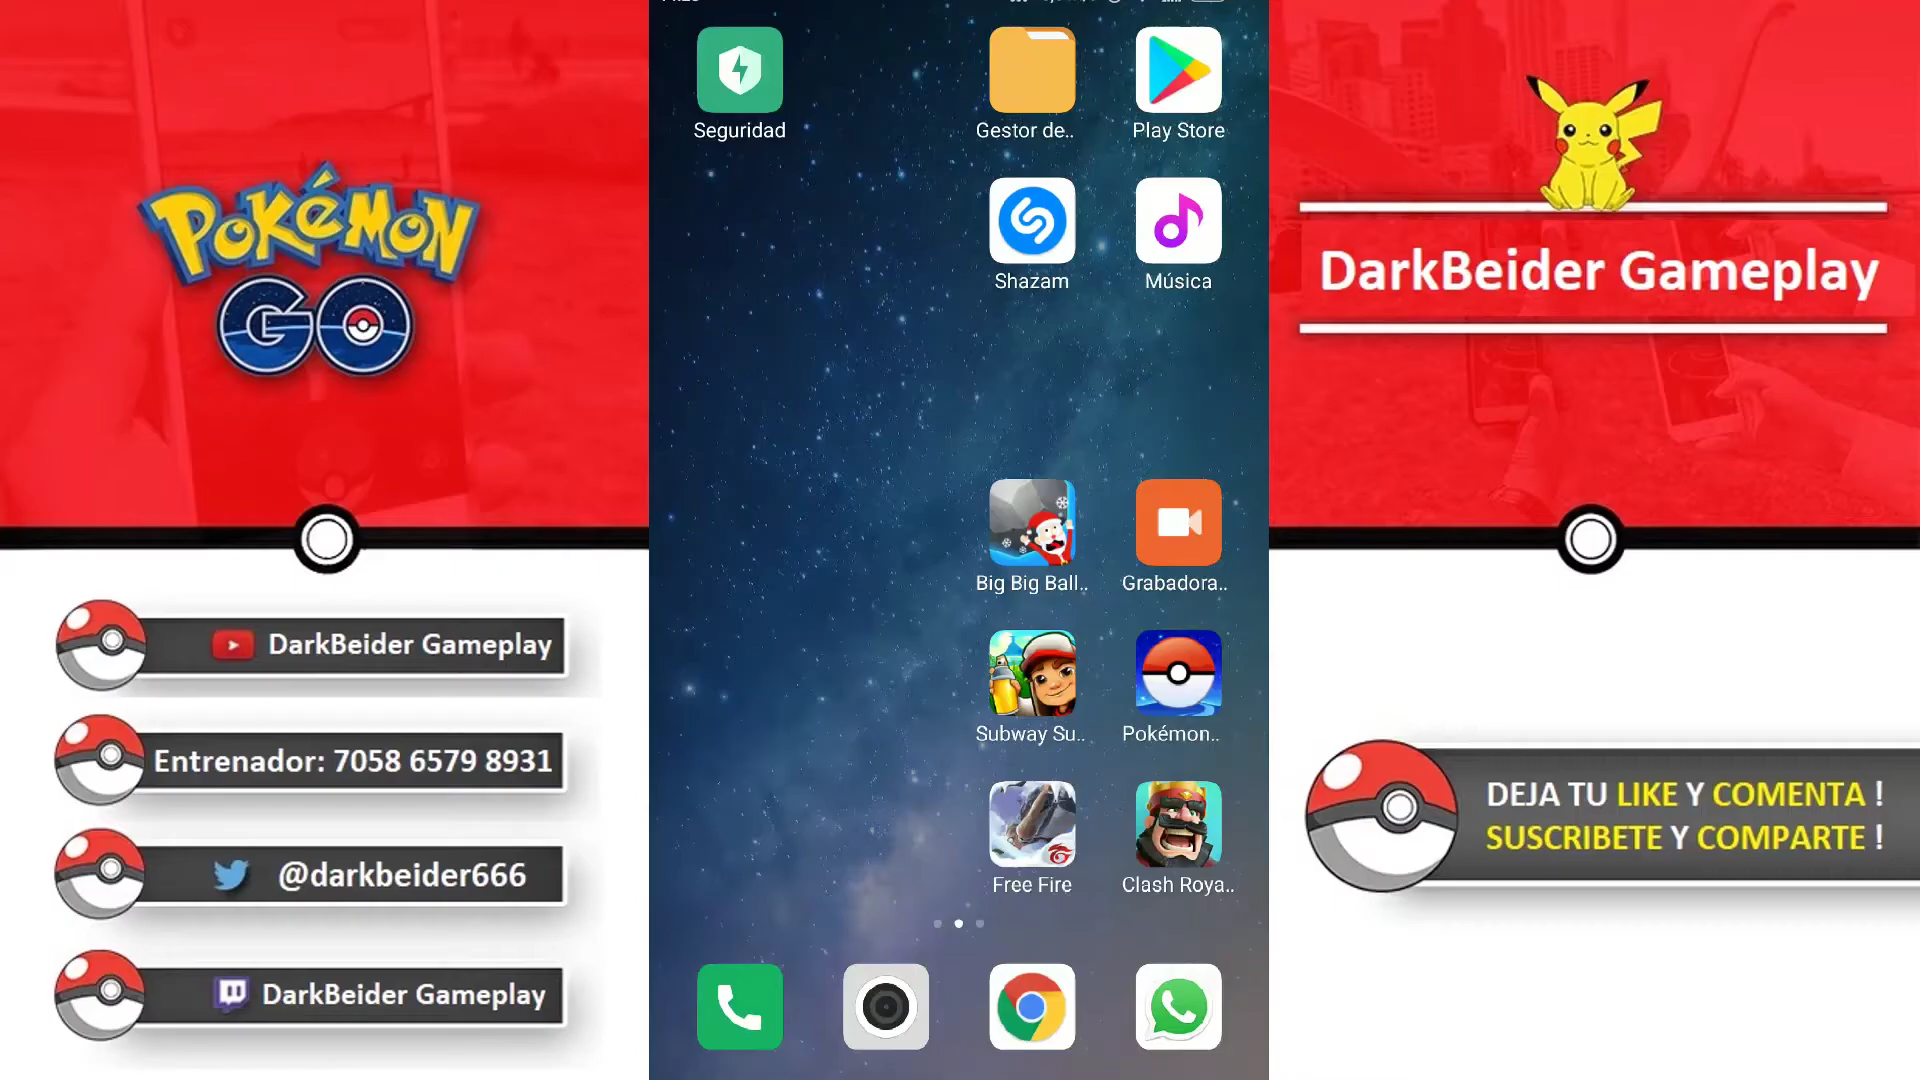 POKéMON
GO
DarkBeider Gameplay
Entrenador: 7058 6579 8931
@darkbeider666
DarkBeider Gameplay
Seguridad
Gestor de..
Play Store
Shazam
Música
Big Big Ball..
Grabadora..
Subway Su..
Pokémon..
Free Fire
Clash Roya..
DarkBeider Gameplay
DEJA TU LIKE Y COMENTA !
SUSCRIBETE Y COMPARTE !